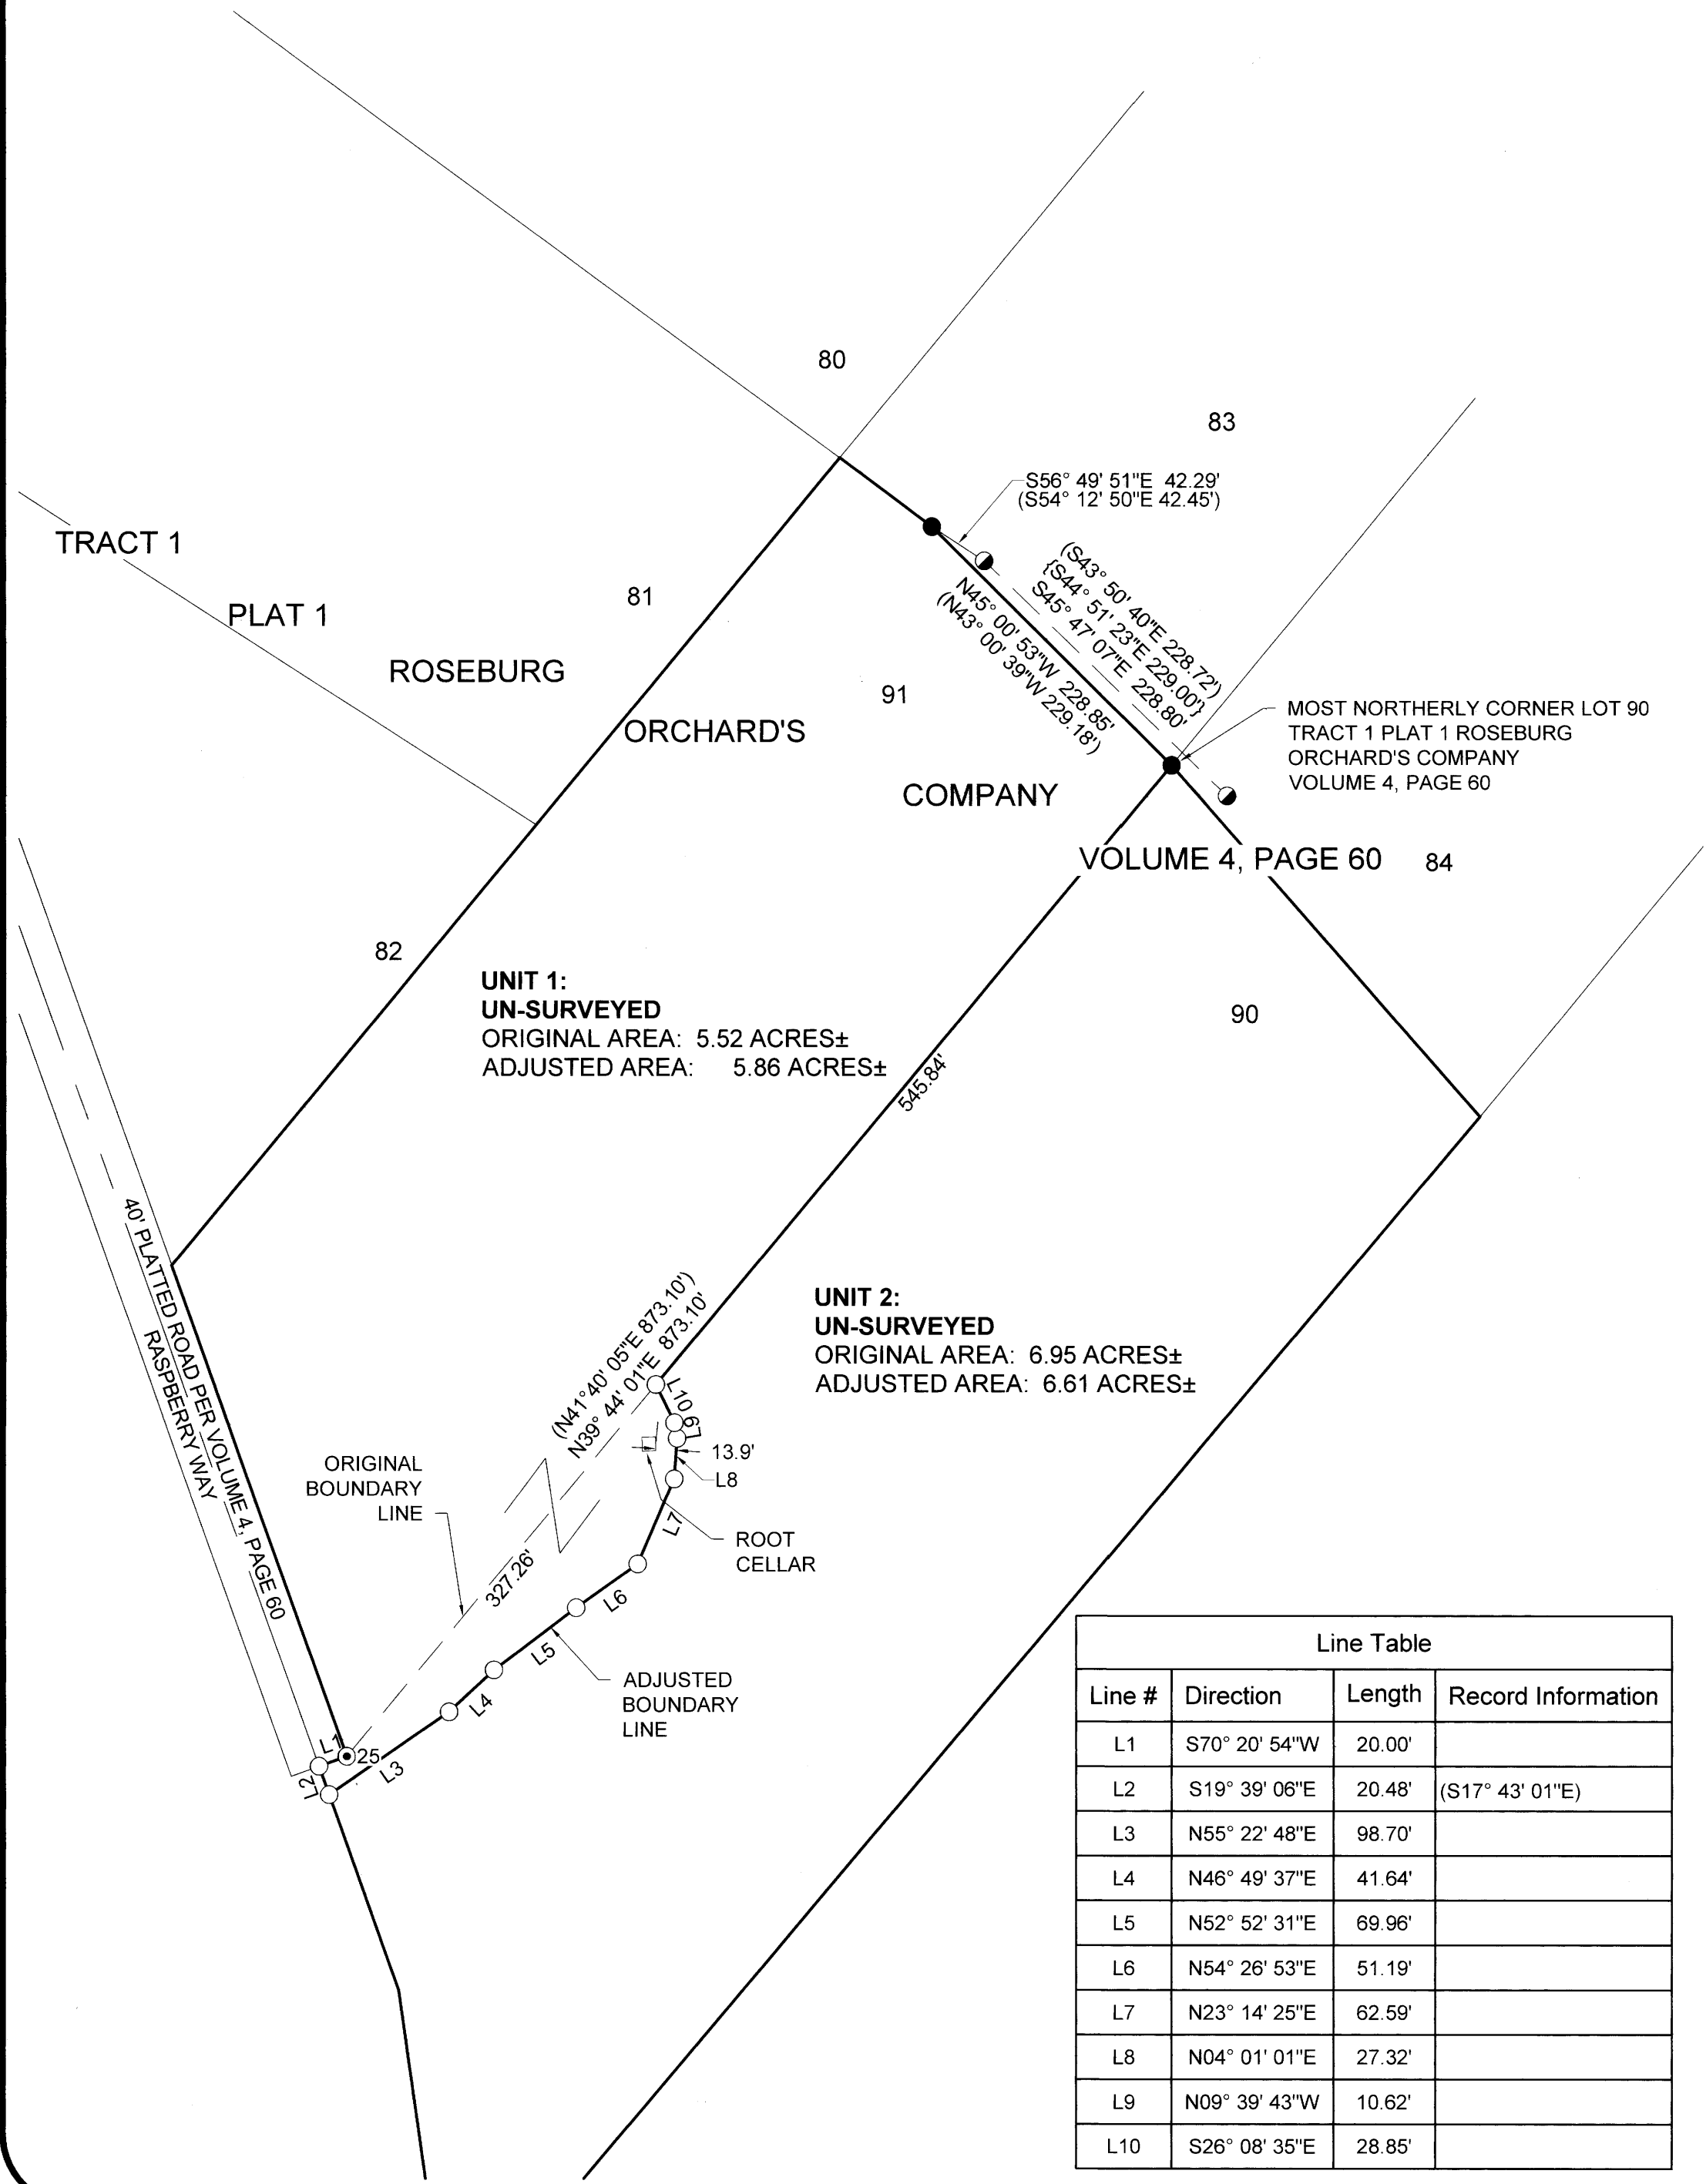 80
83
S56° 49' 51"E 42.29'
(S54° 12' 50"E 42.45')
TRACT 1
(S43° 50' 40"E 228.72')
{S44° 51' 23"E 229.00'}
S45° 47' 07"E 228.80'
N45° 00' 53"W 228.85'
(N43° 00' 39"W 229.18')
81
PLAT 1
ROSEBURG
91
ORCHARD'S
MOST NORTHERLY CORNER LOT 90
TRACT 1 PLAT 1 ROSEBURG
ORCHARD'S COMPANY
VOLUME 4, PAGE 60
COMPANY
VOLUME 4, PAGE 60
84
82
UNIT 1:
UN-SURVEYED
ORIGINAL AREA: 5.52 ACRES±
ADJUSTED AREA: 5.86 ACRES±
90
545.84'
40' PLATTED ROAD PER VOLUME 4, PAGE 60
RASPBERRY WAY
UNIT 2:
UN-SURVEYED
ORIGINAL AREA: 6.95 ACRES±
ADJUSTED AREA: 6.61 ACRES±
(N41°40' 05"E 873.10')
N39° 44' 01"E 873.10'
L10
L9
13.9'
L8
ORIGINAL
BOUNDARY
LINE
L7
ROOT
CELLAR
327.26'
L6
L5
ADJUSTED
BOUNDARY
LINE
L4
L1
25
L3
L2
Line Table
Line # Direction Length Record Information
L1 S70° 20' 54"W 20.00'
L2 S19° 39' 06"E 20.48' (S17° 43' 01"E)
L3 N55° 22' 48"E 98.70'
L4 N46° 49' 37"E 41.64'
L5 N52° 52' 31"E 69.96'
L6 N54° 26' 53"E 51.19'
L7 N23° 14' 25"E 62.59'
L8 N04° 01' 01"E 27.32'
L9 N09° 39' 43"W 10.62'
L10 S26° 08' 35"E 28.85'